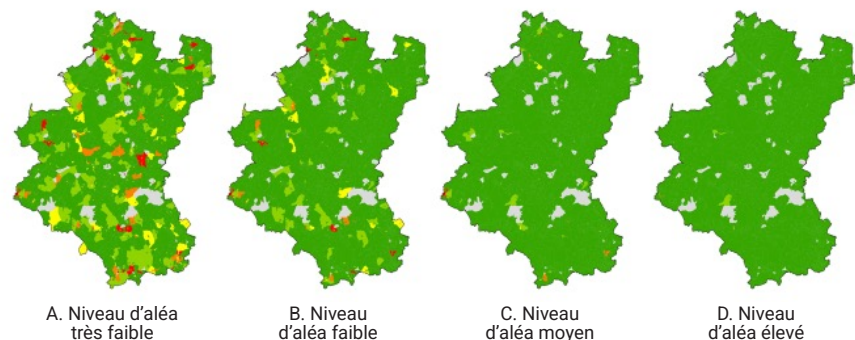 A. Niveau d’aléa
très faible
B. Niveau
d’aléa faible
C. Niveau
d’aléa moyen
D. Niveau
d’aléa élevé